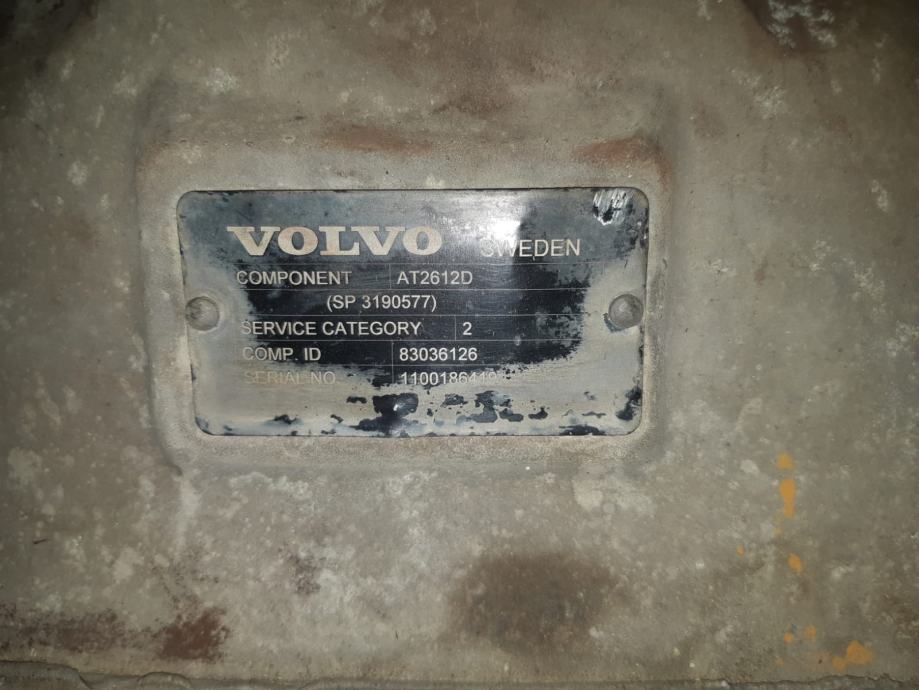 VOLVO SWEDEN
COMPONENT AT2612D
(SP 3190577)
SERVICE CATEGORY 2
COMP. ID 83036126
SERIAL NO.